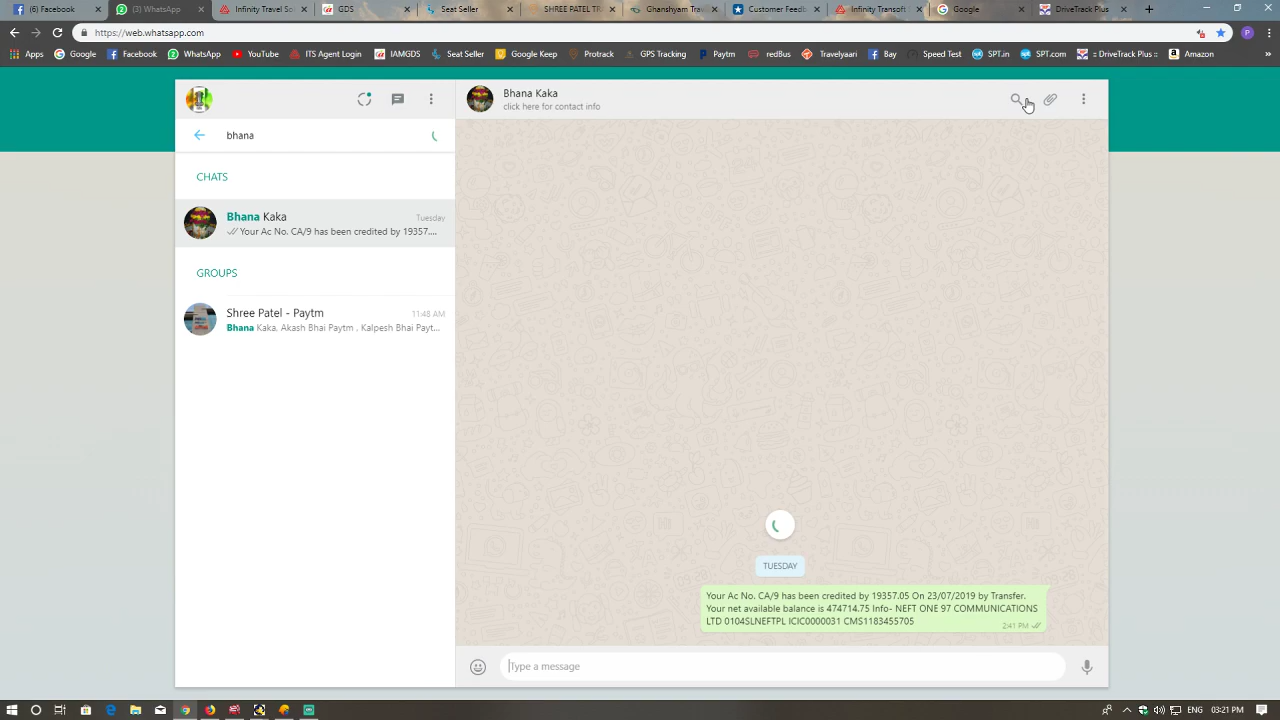 (5) Facebook
(3) WhatsApp
Infinity Travel So
GDS
Seat Seller
SHREE PATEL TR
Ghanshyam Trav
Customer Feedb
Infinity Transoft
Google
DriveTrack Plus
https://web.whatsapp.com
Apps
Google
Facebook
WhatsApp
YouTube
ITS Agent Login
IAMGDS
Seat Seller
Google Keep
Protrack
GPS Tracking
Paytm
redBus
Travelyaari
Bay
Speed Test
SPT.in
SPT.com
:: DriveTrack Plus ::
Amazon
bhana
CHATS
Bhana Kaka
Tuesday
Your Ac No. CA/9 has been credited by 19357....
GROUPS
Shree Patel - Paytm
11:48 AM
Bhana Kaka. Akash Bhai Paytm , Kalpesh Bhai Payt...
Bhana Kaka
click here for contact info
TUESDAY
Your Ac No. CA/9 has been credited by 19357.05 On 23/07/2019 by Transfer.
Your net available balance is 474714.75 Info- NEFT ONE 97 COMMUNICATIONS
LTD 0104SLNEFTPL ICIC0000031 CMS1183455705
2:41 PM
Type a message
ENG
03:21 PM